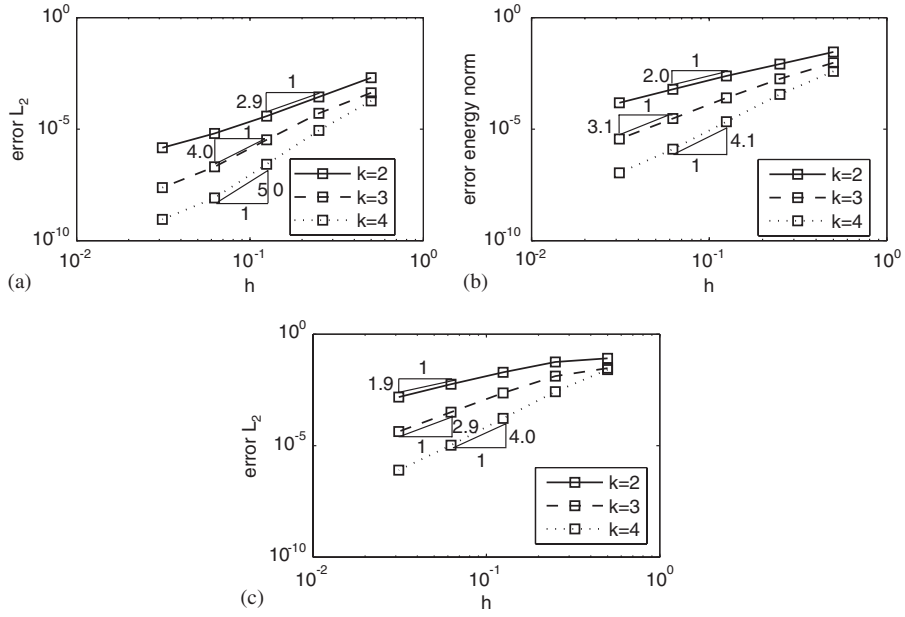 10^0
10^-5
10^-10
error L_2
1
2.9
1
4.0
5 0
1
k=2
k=3
k=4
10^-2
10^-1
10^0
h
(a)
10^0
10^-5
10^-10
error energy norm
1
2.0
1
3.1
4.1
1
k=2
k=3
k=4
10^-2
10^-1
10^0
h
(b)
10^0
10^-5
10^-10
error L_2
1
1.9
2.9
1
4.0
1
k=2
k=3
k=4
10^-2
10^-1
10^0
h
(c)